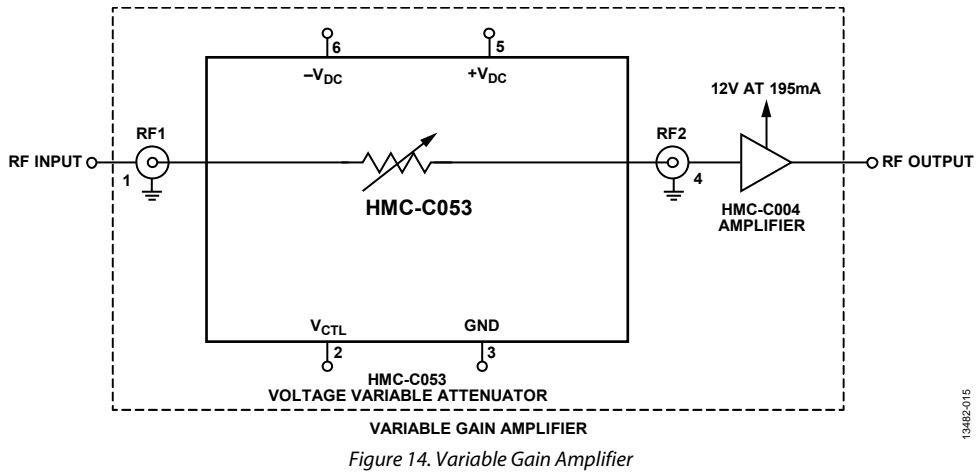 6
–VDC
5
+VDC
12V AT 195mA
RF1
RF2
RF INPUT
1
4
RF OUTPUT
HMC-C053
HMC-C004
AMPLIFIER
VCTL
GND
2
3
HMC-C053
VOLTAGE VARIABLE ATTENUATOR
VARIABLE GAIN AMPLIFIER
13482-015
Figure 14. Variable Gain Amplifier